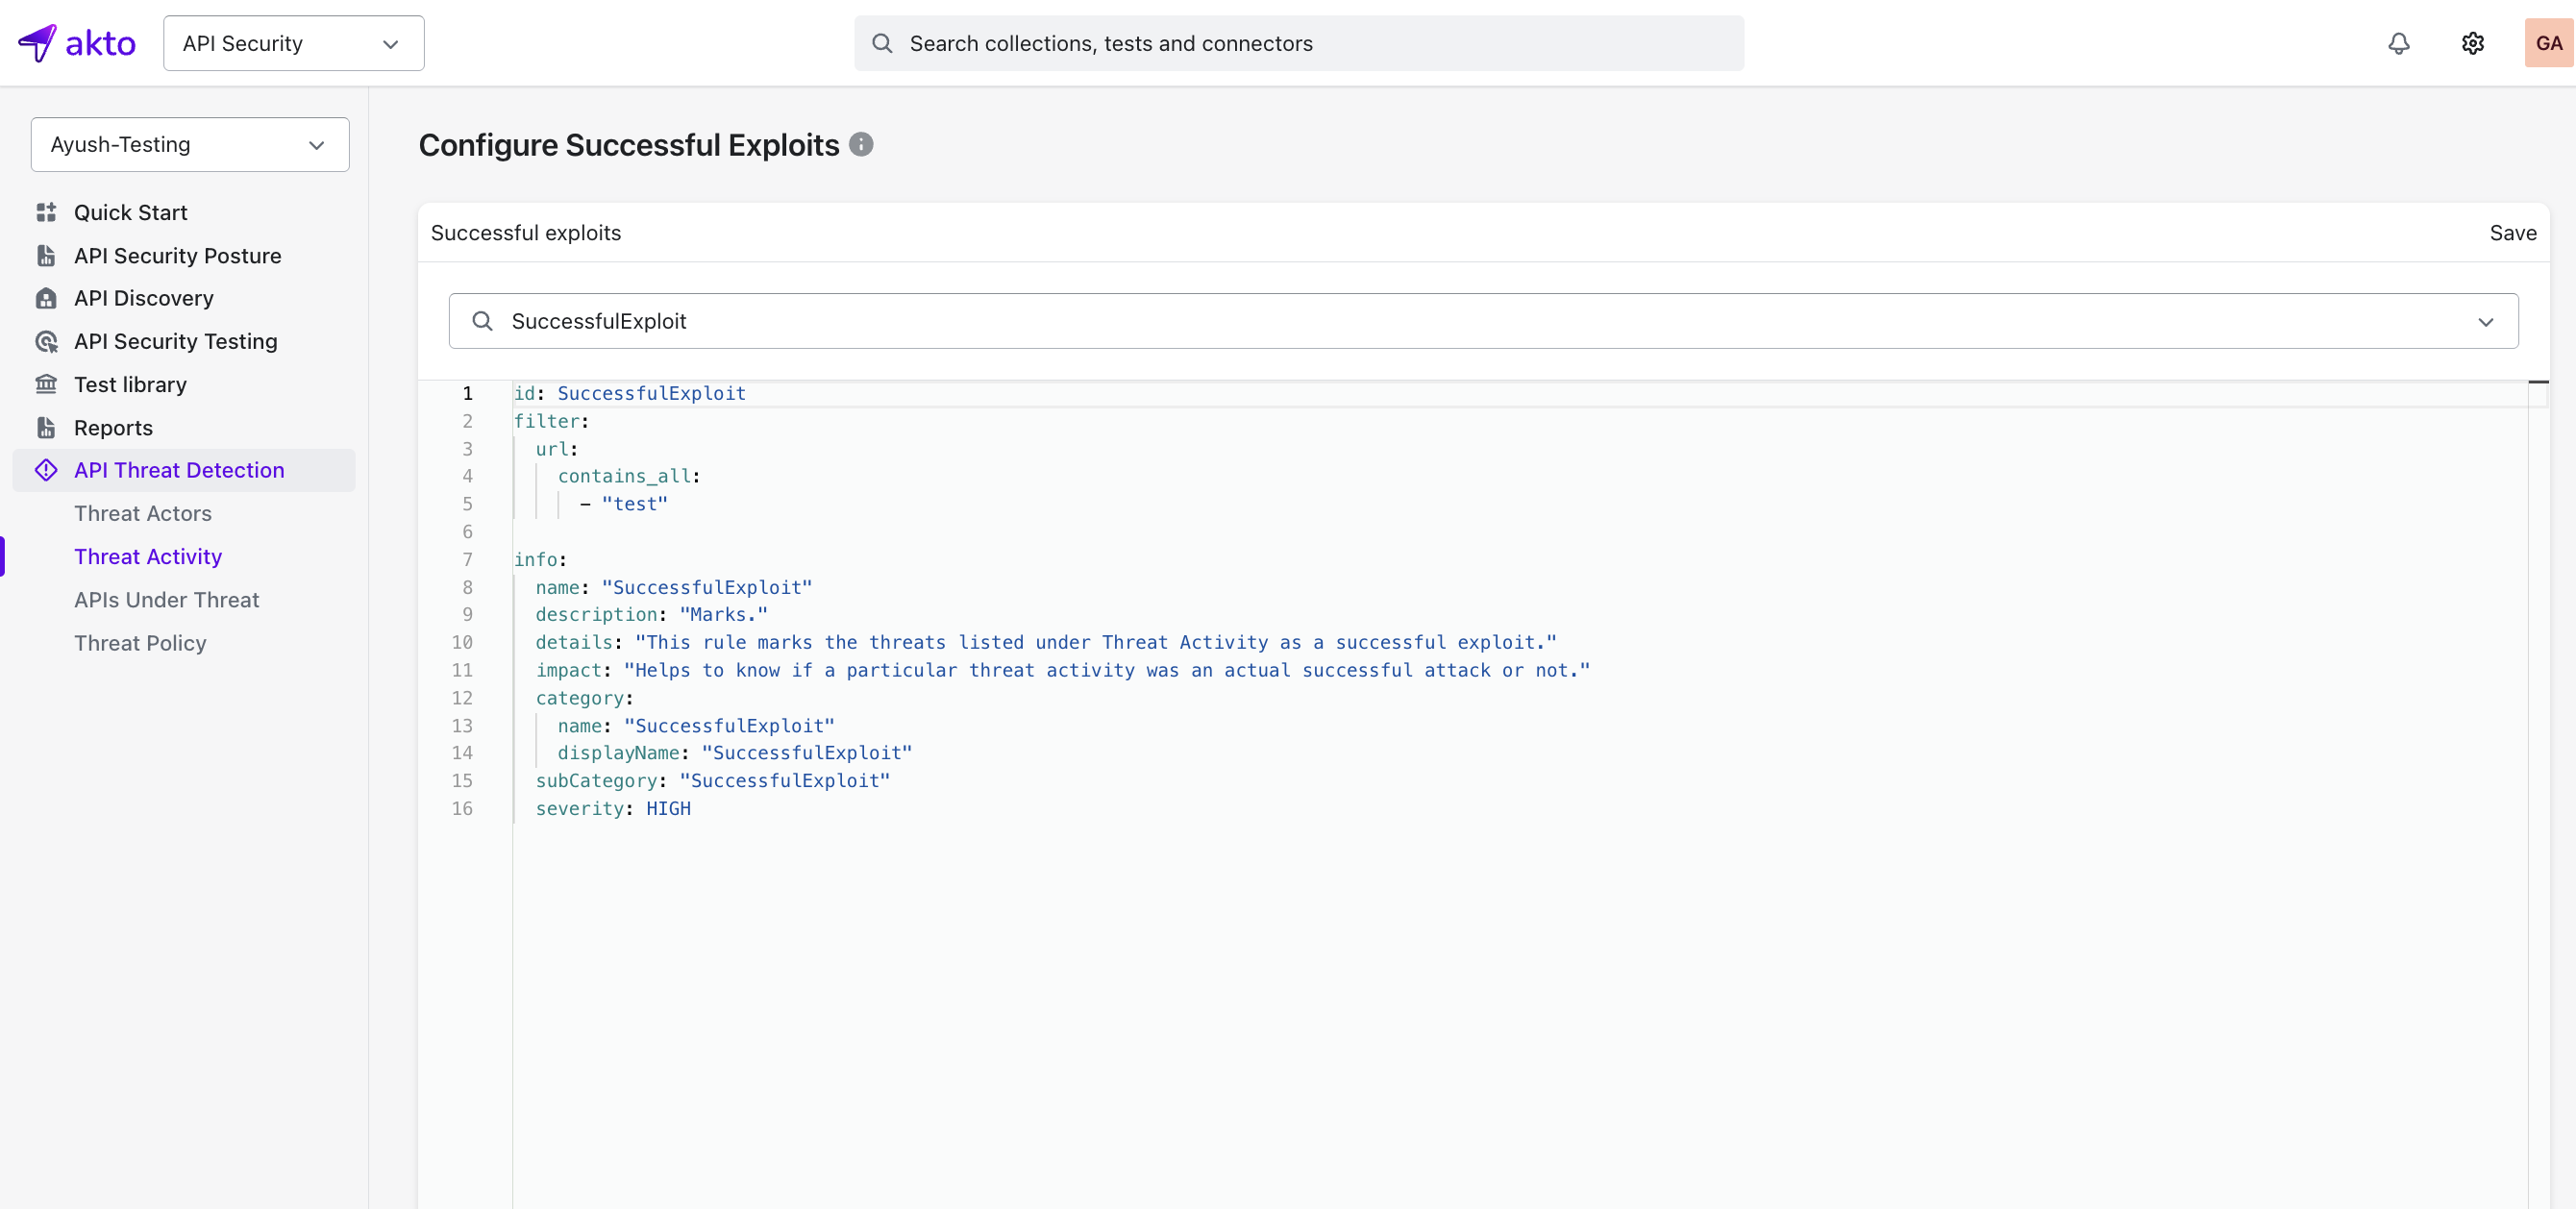 akto
API Security
Search collections, tests and connectors
GA
Ayush-Testing
Quick Start
API Security Posture
API Discovery
API Security Testing
Test library
Reports
API Threat Detection
Threat Actors
Threat Activity
APIs Under Threat
Threat Policy
Configure Successful Exploits
Successful exploits
Save
SuccessfulExploit
1 id: SuccessfulExploit
2 filter:
3   url:
4     contains_all:
5       - "test"
6
7 info:
8   name: "SuccessfulExploit"
9   description: "Marks."
10   details: "This rule marks the threats listed under Threat Activity as a successful exploit."
11   impact: "Helps to know if a particular threat activity was an actual successful attack or not."
12   category:
13     name: "SuccessfulExploit"
14     displayName: "SuccessfulExploit"
15   subCategory: "SuccessfulExploit"
16   severity: HIGH